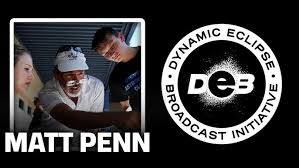 MATT PENN
DYNAMIC ECLIPSE
DeB
BROADCAST INITIATIVE